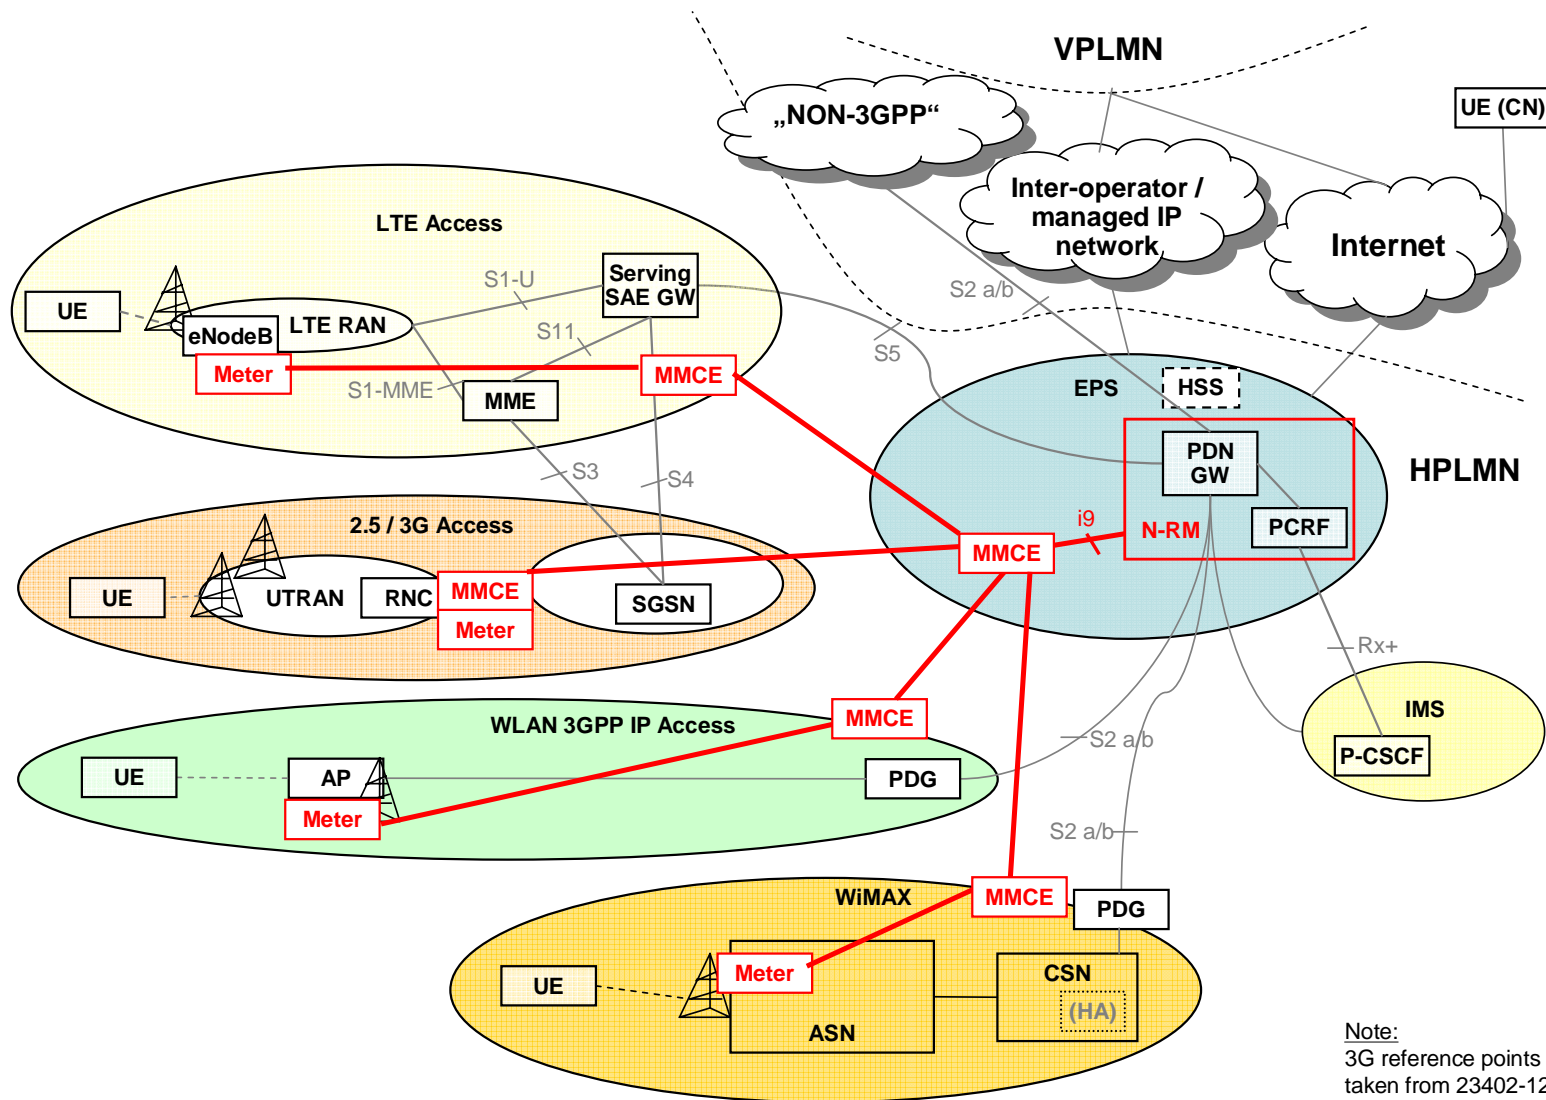 VPLMN
UE (CN)
„NON-3GPP“
Inter-operator /
managed IP
network
Internet
LTE Access
S1-U
Serving
SAE GW
S2 a/b
UE
LTE RAN
eNodeB
S11
S5
Meter
S1-MME
MMCE
MME
EPS
HSS
PDN
GW
HPLMN
S3
S4
2.5 / 3G Access
i9
N-RM
PCRF
MMCE
UE
UTRAN
RNC
MMCE
SGSN
Meter
Rx+
WLAN 3GPP IP Access
MMCE
IMS
S2 a/b
P-CSCF
UE
AP
PDG
Meter
S2 a/b
WiMAX
MMCE
PDG
Meter
CSN
UE
(HA)
ASN
Note:
3G reference points
taken from 23402-12